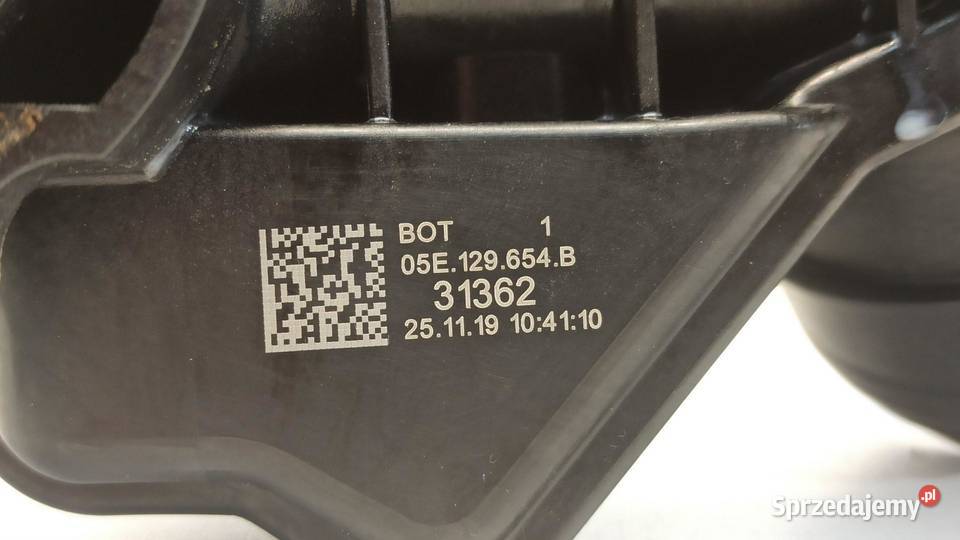 BOT 1
05E.129.654.B
31362
25.11.19 10:41:10
Sprzedajemy .pl